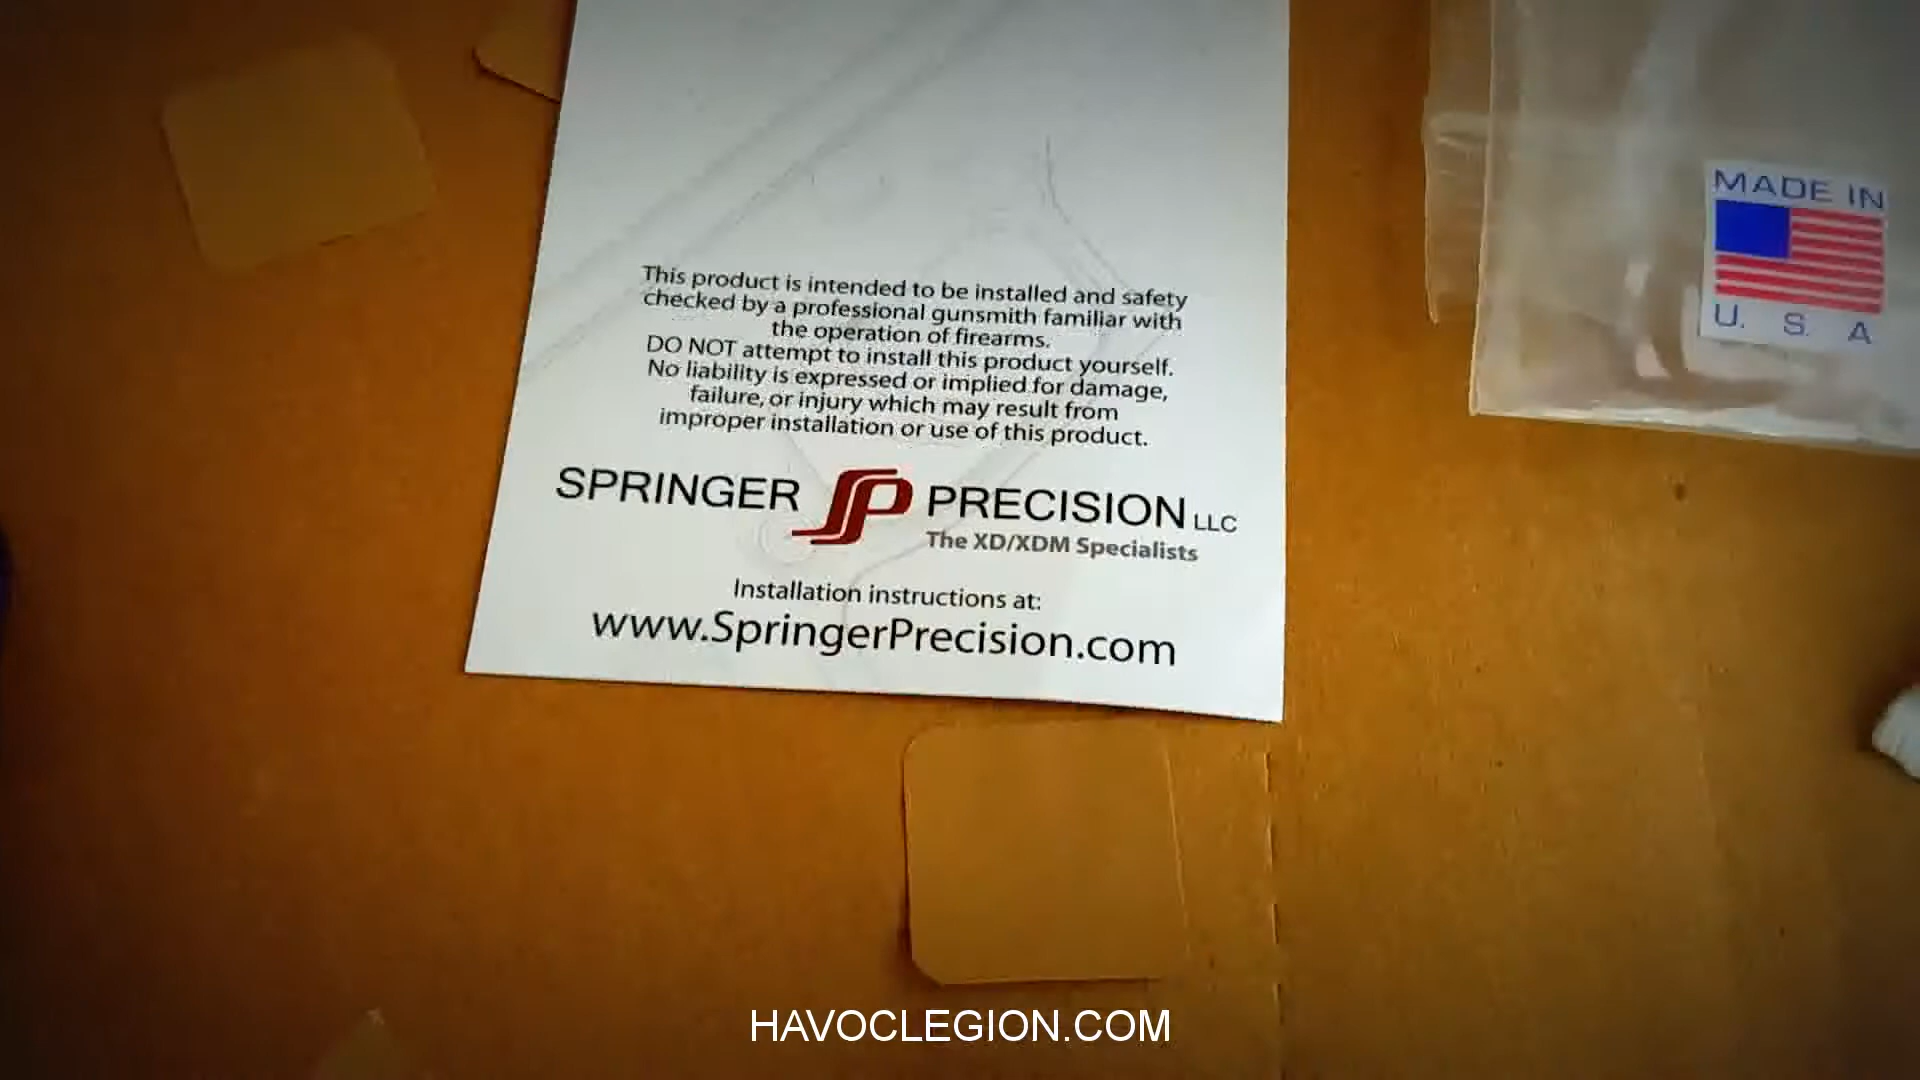 This product is intended to be installed and safety
checked by a professional gunsmith familiar with
the operation of firearms.
DO NOT attempt to install this product yourself.
No liability is expressed or implied for damage,
failure, or injury which may result from
improper installation or use of this product.
SPRINGER SP PRECISION LLC
The XD/XDM Specialists
Installation instructions at:
www.SpringerPrecision.com
MADE IN
U. S. A
HAVOCLEGION.COM